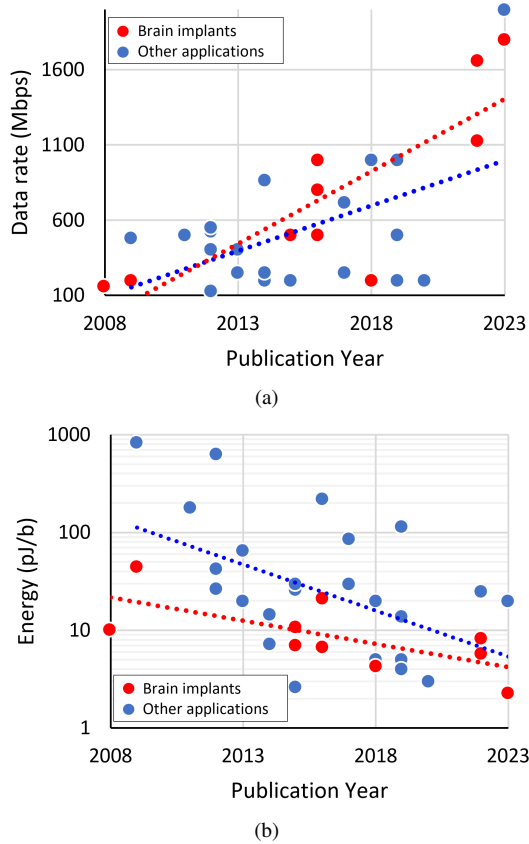 Brain implants
Other applications
Data rate (Mbps)
1600
1100
600
100
2008 2013 2018 2023
Publication Year
(a)
1000
100
10
1
Energy (pJ/b)
Brain implants
Other applications
2008 2013 2018 2023
Publication Year
(b)